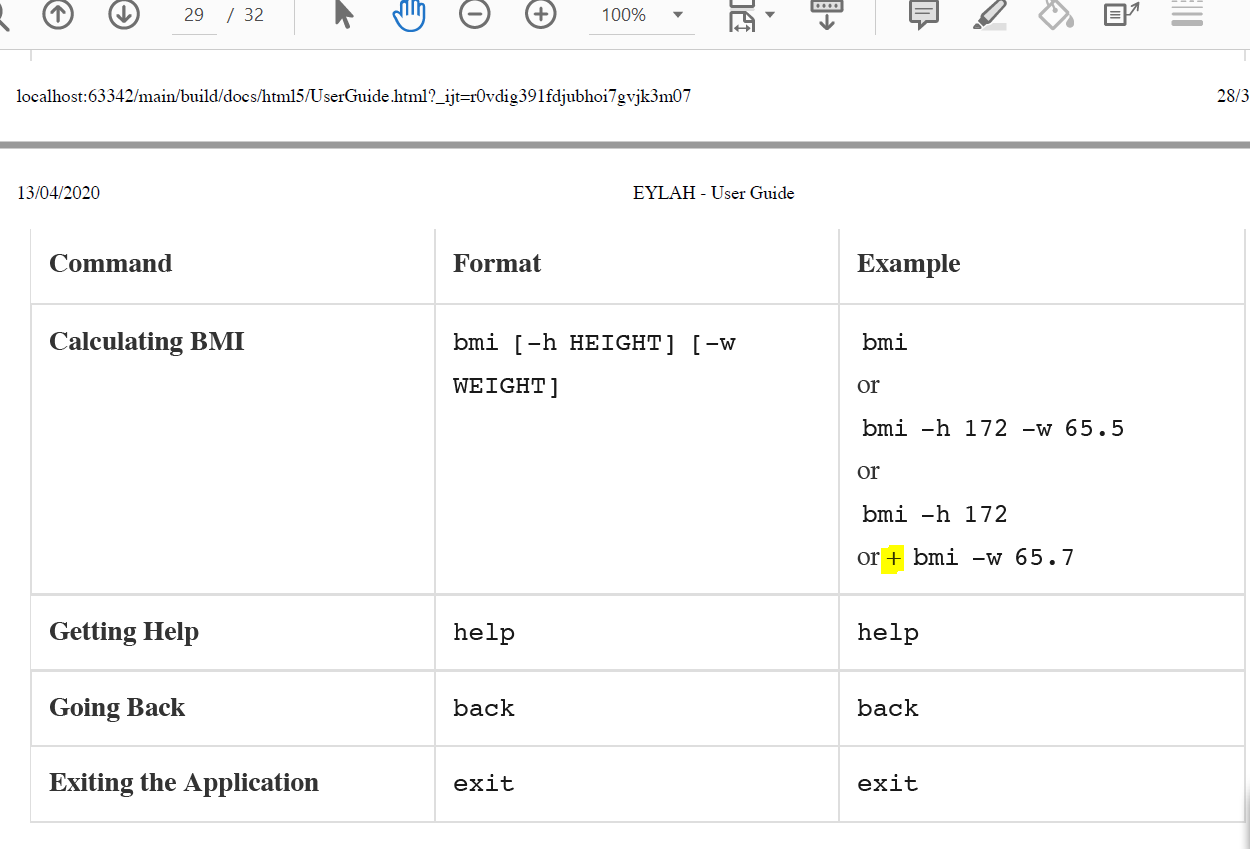 29 / 32 100%
localhost:63342/main/build/docs/html5/UserGuide.html?_ijt=r0vdig391fdjubhoi7gvjk3m07 28/3
13/04/2020 EYLAH - User Guide
Command Format Example
Calculating BMI bmi [-h HEIGHT] [-w bmi
WEIGHT] or
bmi -h 172 -w 65.5
or
bmi -h 172
or + bmi -w 65.7
Getting Help help help
Going Back back back
Exiting the Application exit exit